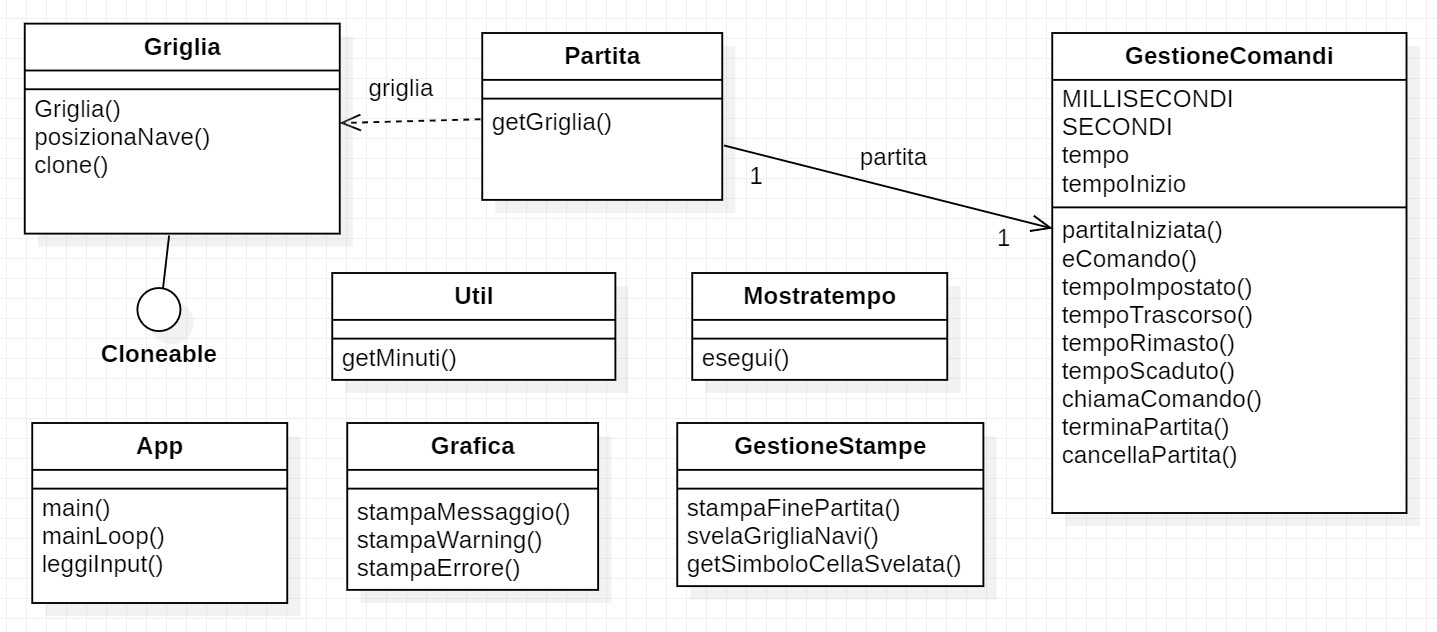 Griglia
Griglia()
posizionaNave()
clone()
Cloneable
griglia
Partita
getGriglia()
1
partita
1
GestioneComandi
MILLISECONDI
SECONDI
tempo
tempoInizio
partitaIniziata()
eComando()
tempoImpostato()
tempoTrascorso()
tempoRimasto()
tempoScaduto()
chiamaComando()
terminaPartita()
cancellaPartita()
Util
getMinuti()
Mostratempo
esegui()
App
main()
mainLoop()
leggiInput()
Grafica
stampaMessaggio()
stampaWarning()
stampaErrore()
GestioneStampe
stampaFinePartita()
svelaGrigliaNavi()
getSimboloCellaSvelata()